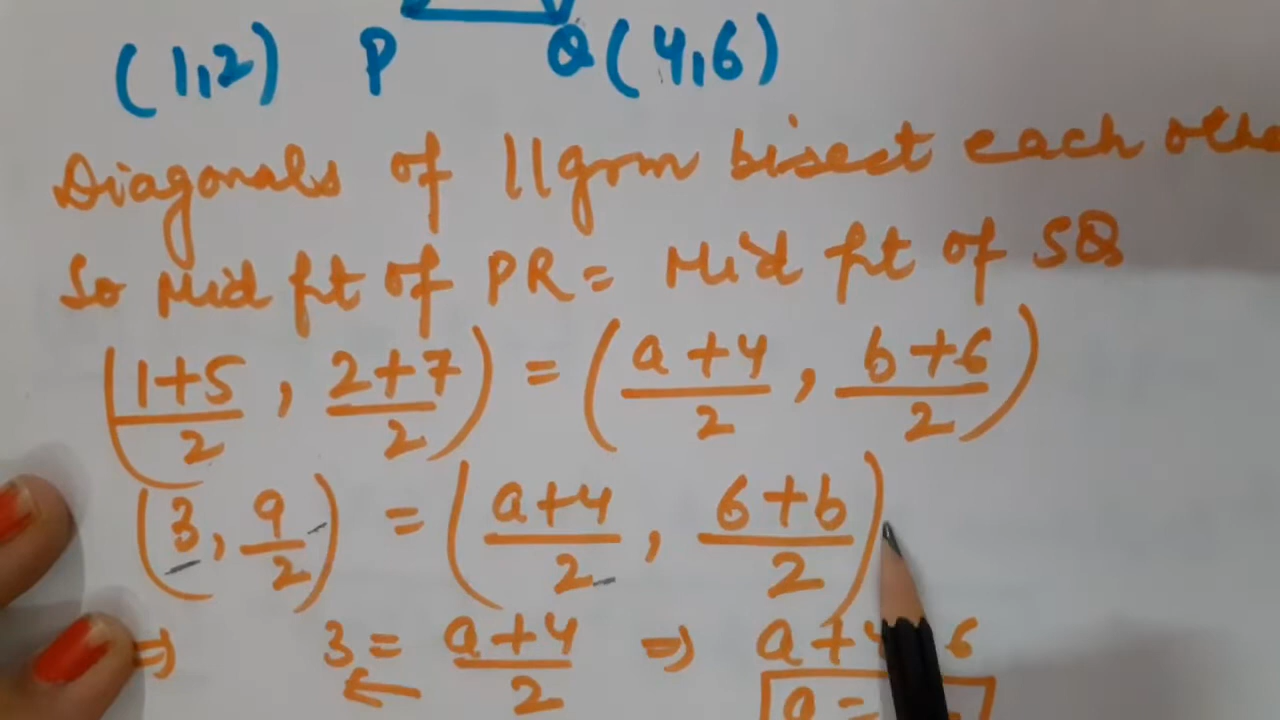 (1,2) P Q(4,6)
Diagonals of ||grm bisect each
So Mid pt of PR = Mid pt of SQ
(1+5/2, 2+7/2) = (a+4/2, b+6/2)
(3, 9/2) = (a+4/2, 6+b/2)
⇒ 3 = a+4/2 ⇒ a+4 6
a =